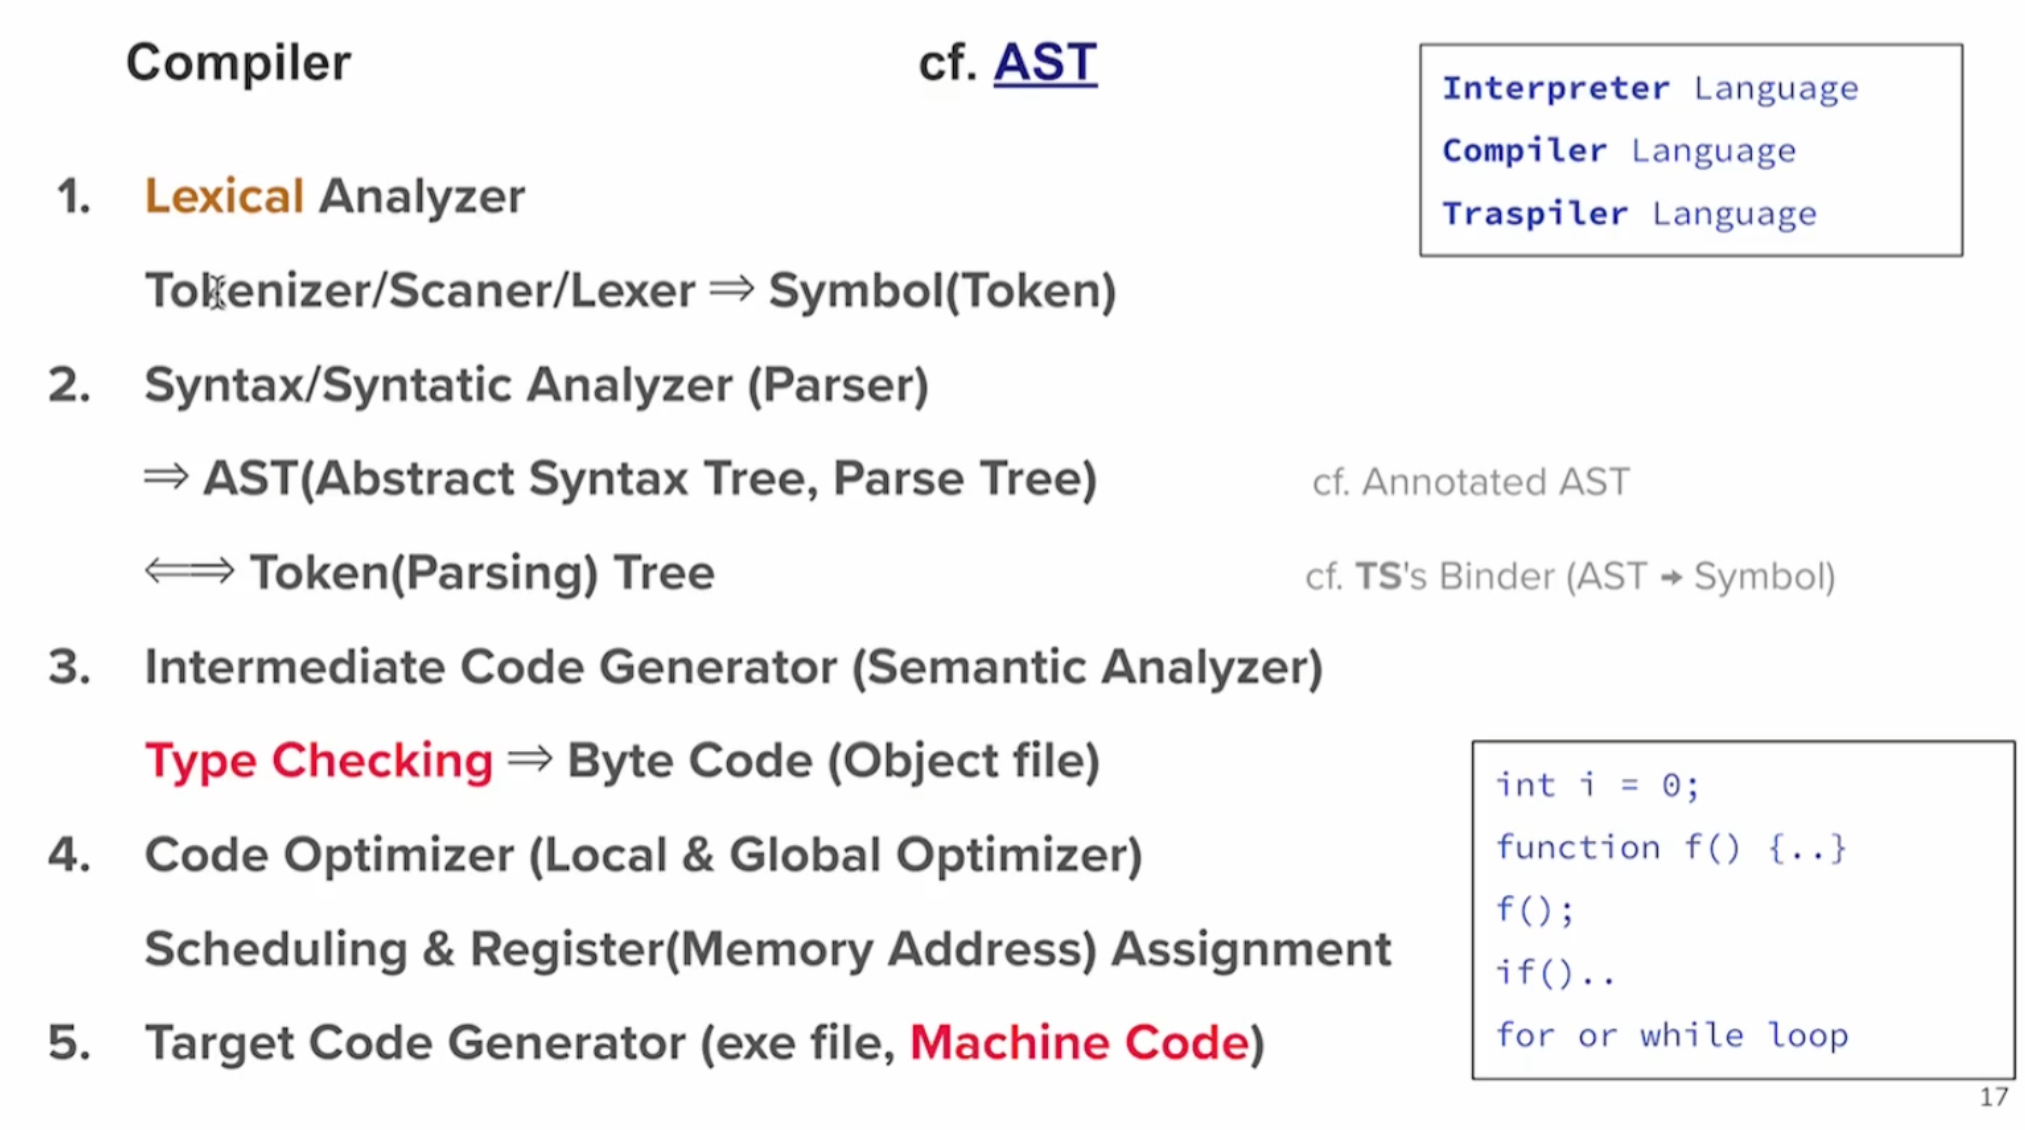 Compiler
cf. AST
Interpreter Language
Compiler Language
Traspiler Language
1. Lexical Analyzer
Tokenizer/Scaner/Lexer ⇒ Symbol(Token)
2. Syntax/Syntatic Analyzer (Parser)
⇒ AST(Abstract Syntax Tree, Parse Tree)
cf. Annotated AST
⟺ Token(Parsing) Tree
cf. TS's Binder (AST → Symbol)
3. Intermediate Code Generator (Semantic Analyzer)
Type Checking ⇒ Byte Code (Object file)
4. Code Optimizer (Local & Global Optimizer)
Scheduling & Register(Memory Address) Assignment
5. Target Code Generator (exe file, Machine Code)
int i = 0;
function f() {..}
f();
if()..
for or while loop
17